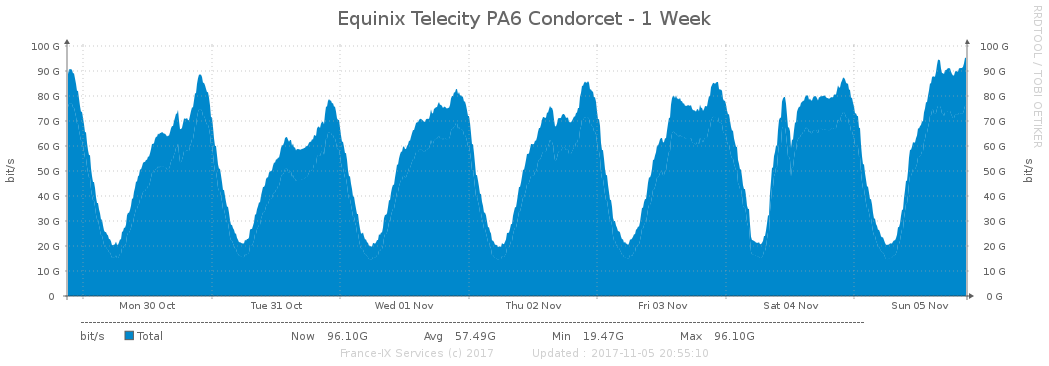 Equinix Telecity PA6 Condorcet - 1 Week
RRDTOOL / TOBI OETIKER
bit/s
100 G
90 G
80 G
70 G
60 G
50 G
40 G
30 G
20 G
10 G
0
100 G
90 G
80 G
70 G
60 G
50 G
40 G
30 G
20 G
10 G
0 G
bit/s
Mon 30 Oct Tue 31 Oct Wed 01 Nov Thu 02 Nov Fri 03 Nov Sat 04 Nov Sun 05 Nov
bit/s Total Now 96.10G Avg 57.49G Min 19.47G Max 96.10G
France-IX Services (c) 2017 Updated : 2017-11-05 20:55:10